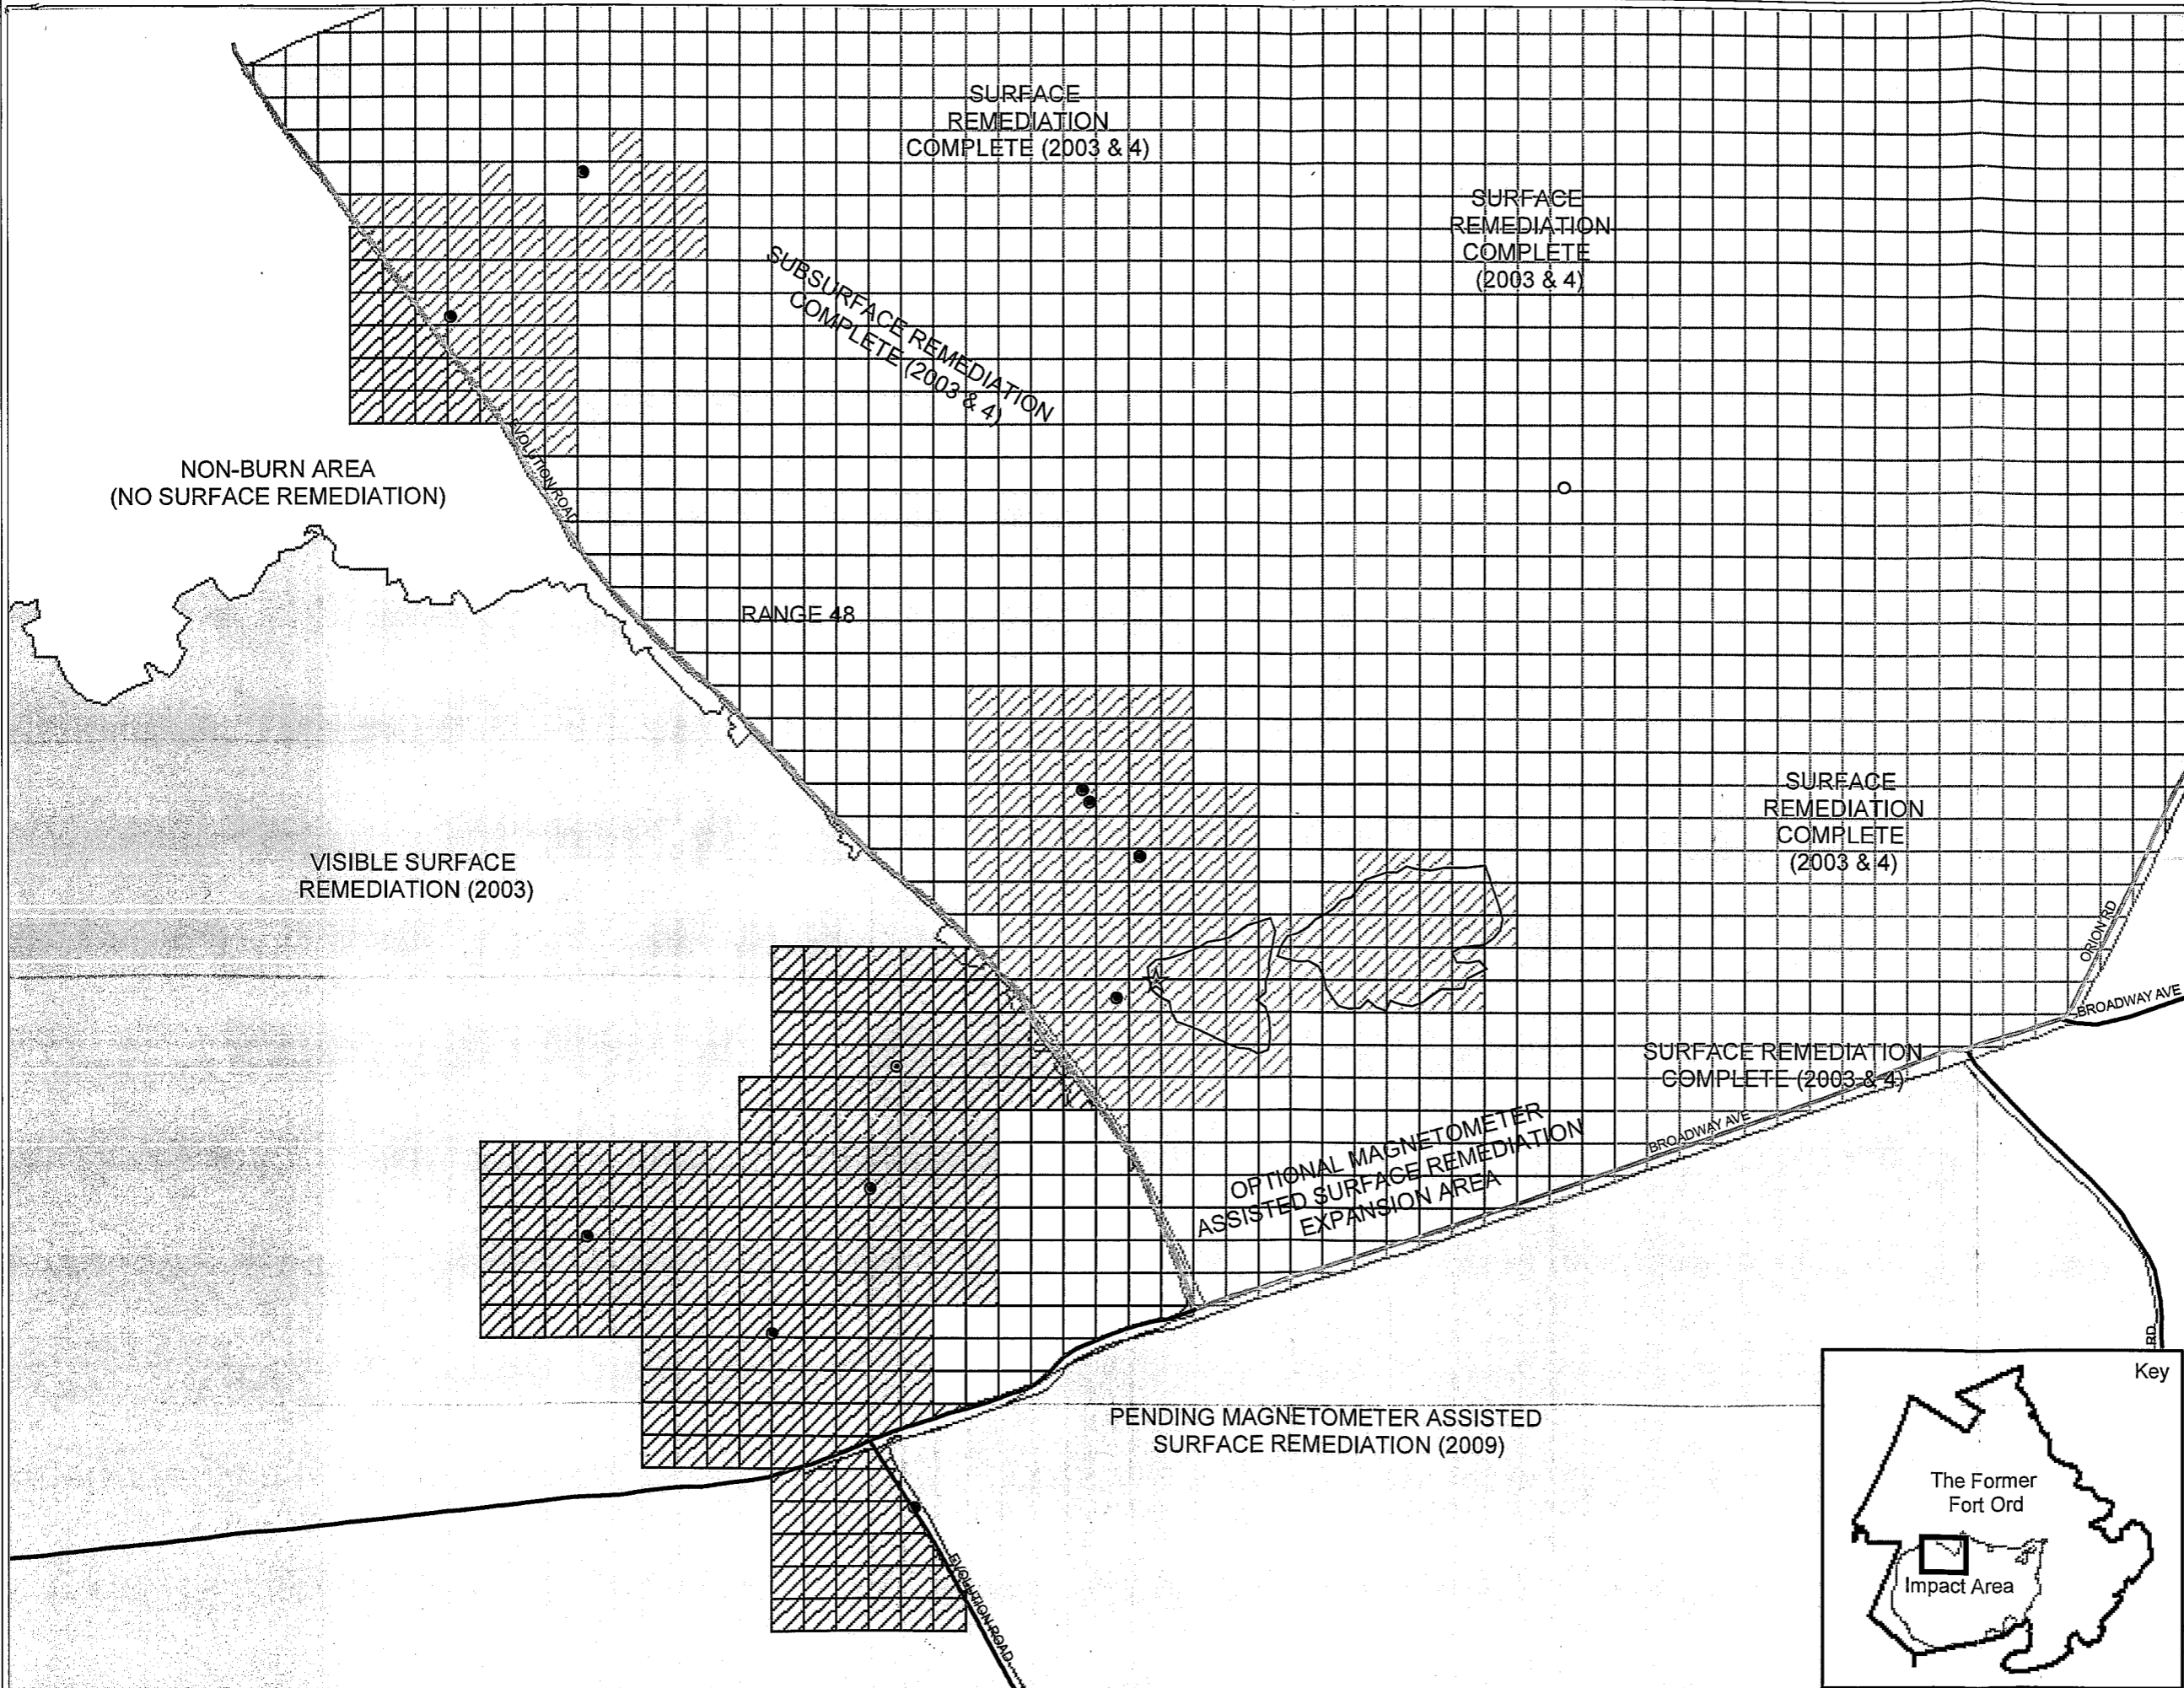 SURFACE
REMEDIATION
COMPLETE (2003 & 4)
SURFACE
REMEDIATION
COMPLETE
(2003 & 4)
SUBSURFACE REMEDIATION
COMPLETE (2003 & 4)
EVOLUTION ROAD
NON-BURN AREA
(NO SURFACE REMEDIATION)
RANGE 48
SURFACE
REMEDIATION
COMPLETE
(2003 & 4)
VISIBLE SURFACE
REMEDIATION (2003)
ORION RD
BROADWAY AVE
SURFACE REMEDIATION
COMPLETE (2003 & 4)
BROADWAY AVE
OPTIONAL MAGNETOMETER
ASSISTED SURFACE REMEDIATION
EXPANSION AREA
RD
PENDING MAGNETOMETER ASSISTED
SURFACE REMEDIATION (2009)
EVOLUTION ROAD
Key
The Former
Fort Ord
Impact Area